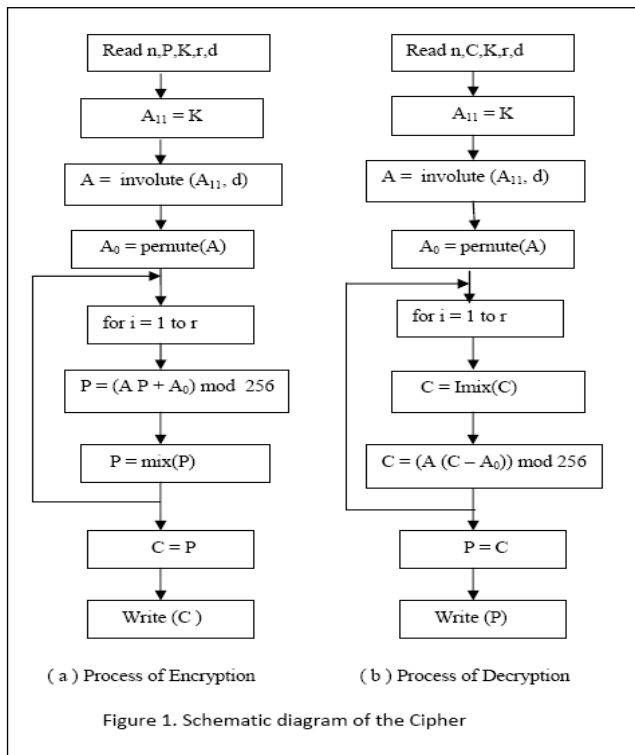 Read n,P,K,r,d
A₁₁ = K
A = involute (A₁₁, d)
A₀ = pernute(A)
for i = 1 to r
P = (A P + A₀) mod 256
P = mix(P)
C = P
Write (C )
( a ) Process of Encryption
Read n,C,K,r,d
A₁₁ = K
A = involute (A₁₁, d)
A₀ = pernute(A)
for i = 1 to r
C = Imix(C)
C = (A (C – A₀)) mod 256
P = C
Write (P)
( b ) Process of Decryption
Figure 1. Schematic diagram of the Cipher